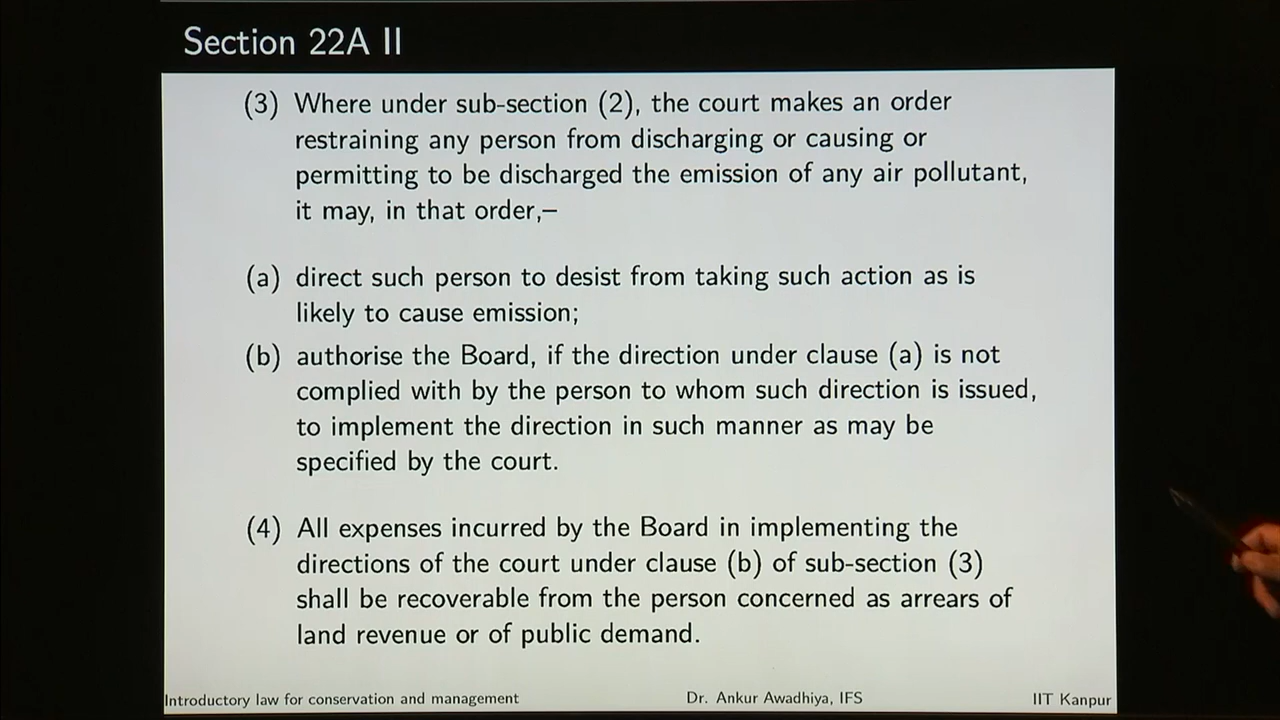 Section 22A II
(3) Where under sub-section (2), the court makes an order
restraining any person from discharging or causing or
permitting to be discharged the emission of any air pollutant,
it may, in that order,–
(a) direct such person to desist from taking such action as is
likely to cause emission;
(b) authorise the Board, if the direction under clause (a) is not
complied with by the person to whom such direction is issued,
to implement the direction in such manner as may be
specified by the court.
(4) All expenses incurred by the Board in implementing the
directions of the court under clause (b) of sub-section (3)
shall be recoverable from the person concerned as arrears of
land revenue or of public demand.
Introductory law for conservation and management Dr. Ankur Awadhiya, IFS IIT Kanpur